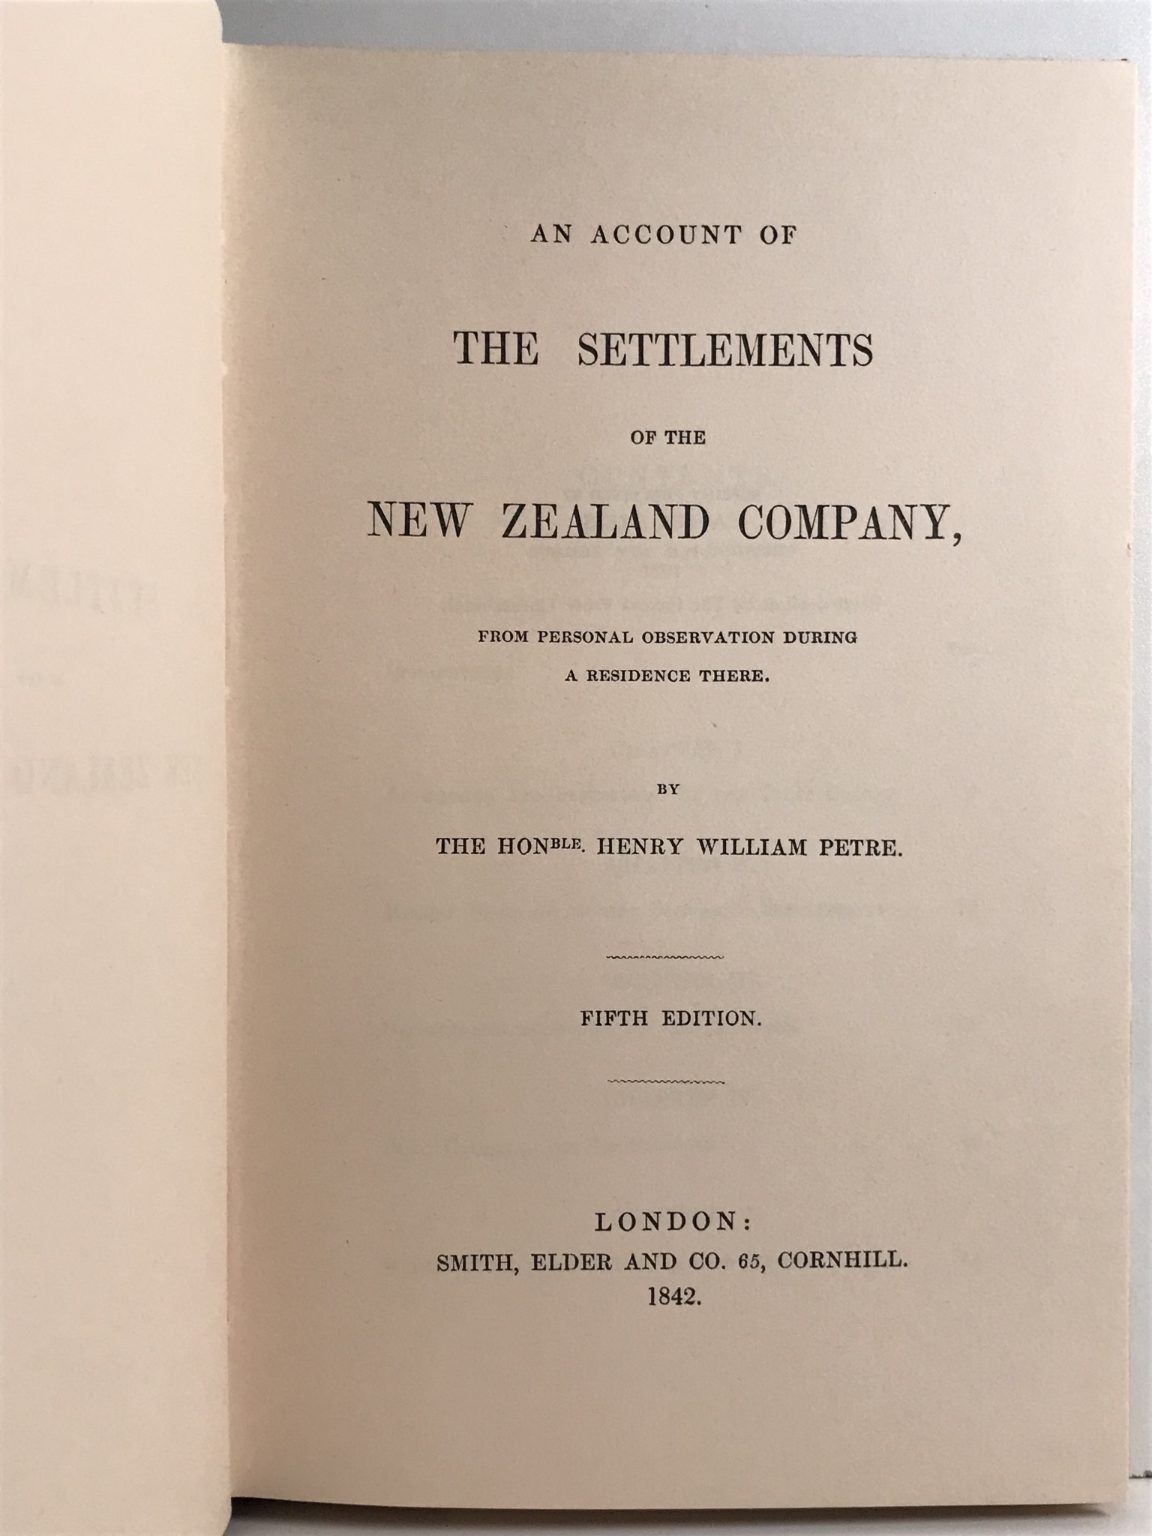 AN ACCOUNT OF
THE SETTLEMENTS
OF THE
NEW ZEALAND COMPANY,
FROM PERSONAL OBSERVATION DURING
A RESIDENCE THERE.
BY
THE HONBLE. HENRY WILLIAM PETRE.
FIFTH EDITION.
LONDON:
SMITH, ELDER AND CO. 65, CORNHILL.
1842.